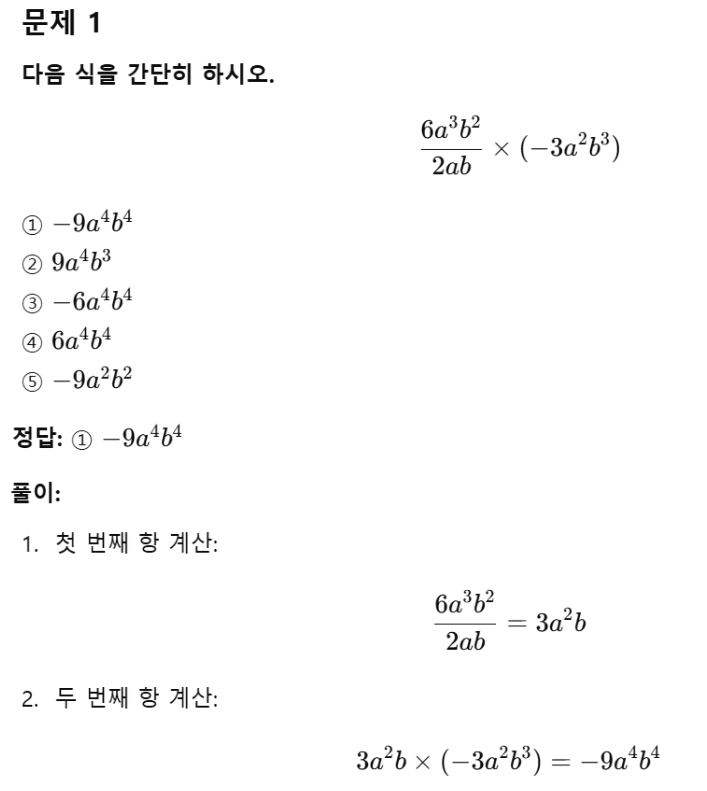 문제 1
다음 식을 간단히 하시오.
$$\frac{6a^3b^2}{2ab} \times (-3a^2b^3)$$
① $-9a^4b^4$
② $9a^4b^3$
③ $-6a^4b^4$
④ $6a^4b^4$
⑤ $-9a^2b^2$
정답: ① $-9a^4b^4$
풀이:
1. 첫 번째 항 계산:
$$\frac{6a^3b^2}{2ab} = 3a^2b$$
2. 두 번째 항 계산:
$$3a^2b \times (-3a^2b^3) = -9a^4b^4$$